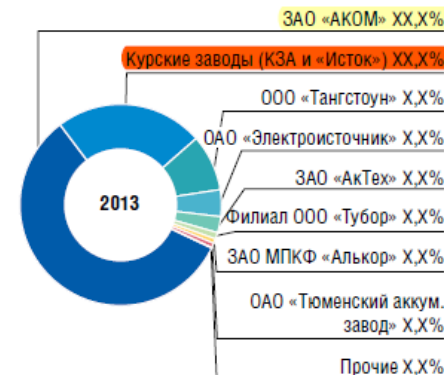 ЗАО «АКОМ» XX,X%
Курские заводы (КЗА и «Исток») XX,X%
ООО «Тангстоун» X,X%
ОАО «Электроисточник» X,X%
2013
ЗАО «АкТех» X,X%
Филиал ООО «Тубор» X,X%
ЗАО МПКФ «Алькор» X,X%
ОАО «Тюменский аккум.
завод» X,X%
Прочие X,X%